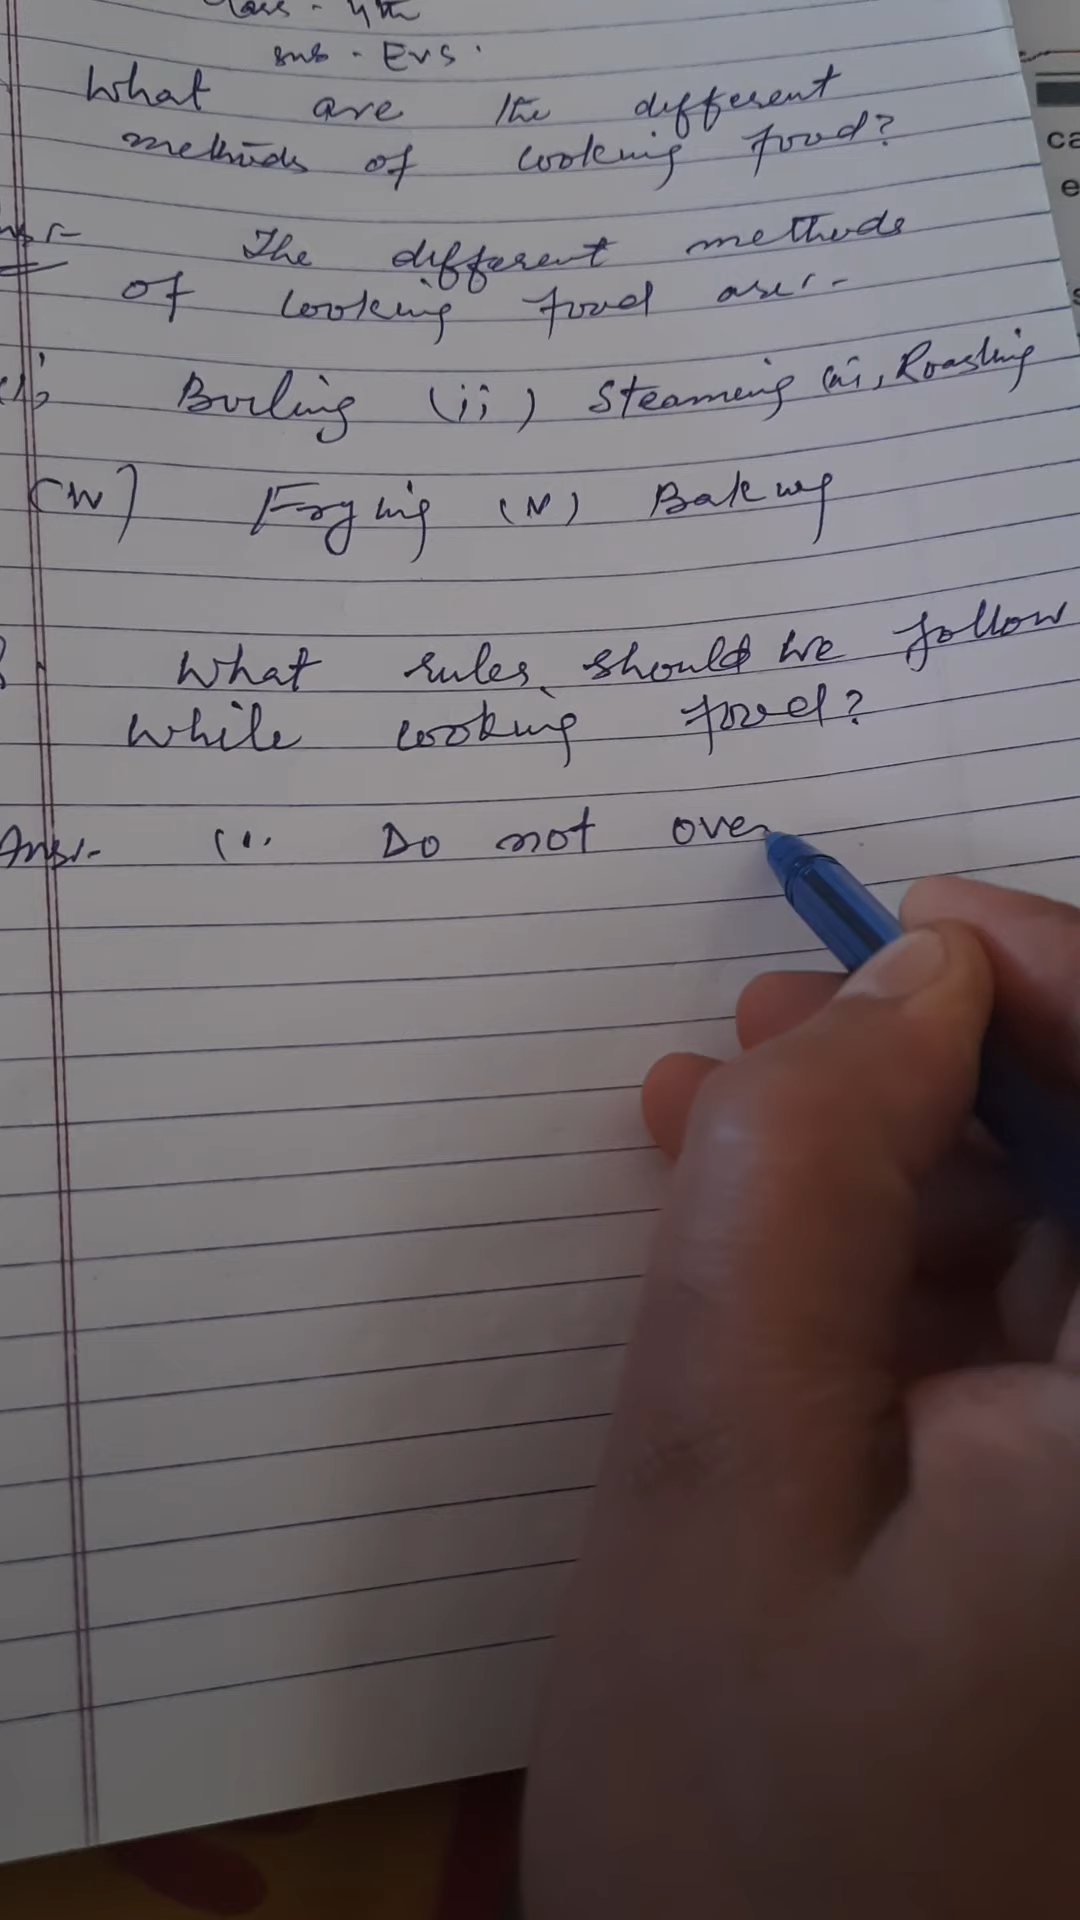 Class - 4th
sub - EVS.
What are the different
methods of cooking food?
Ans:-
The different methods
of cooking food are:-
Boiling (ii) Steaming (iii) Roasting
(iv) Frying (v) Baking
What rules should we follow
while cooking food?
Ans:- (1. Do not over
ca
e